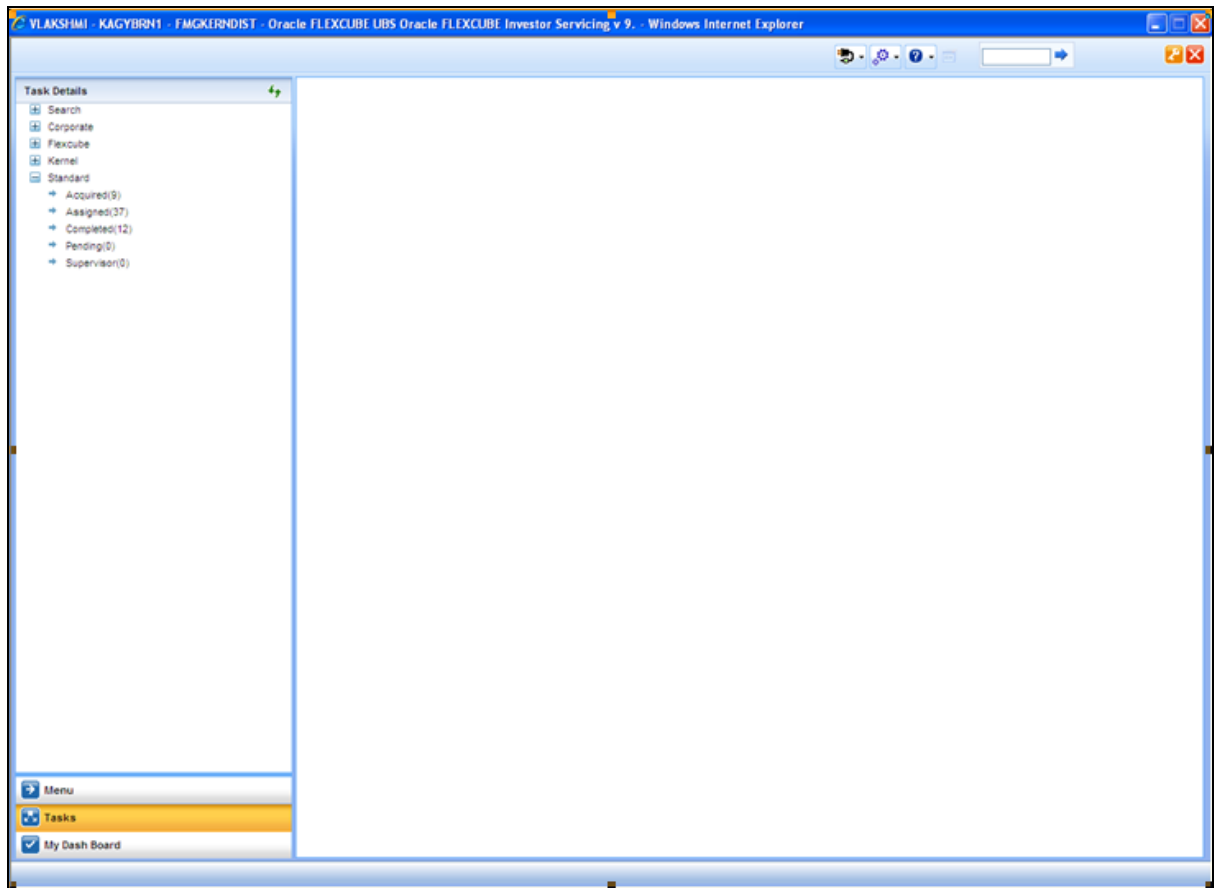 VLAKSHMI - KAGYBRN1 - FMGKERNDIST - Oracle FLEXCUBE UBS Oracle FLEXCUBE Investor Servicing v 9. - Windows Internet Explorer
Task Details
Search
Corporate
Flexcube
Kernel
Standard
Acquired(9)
Assigned(37)
Completed(12)
Pending(0)
Supervisor(0)
Menu
Tasks
My Dash Board